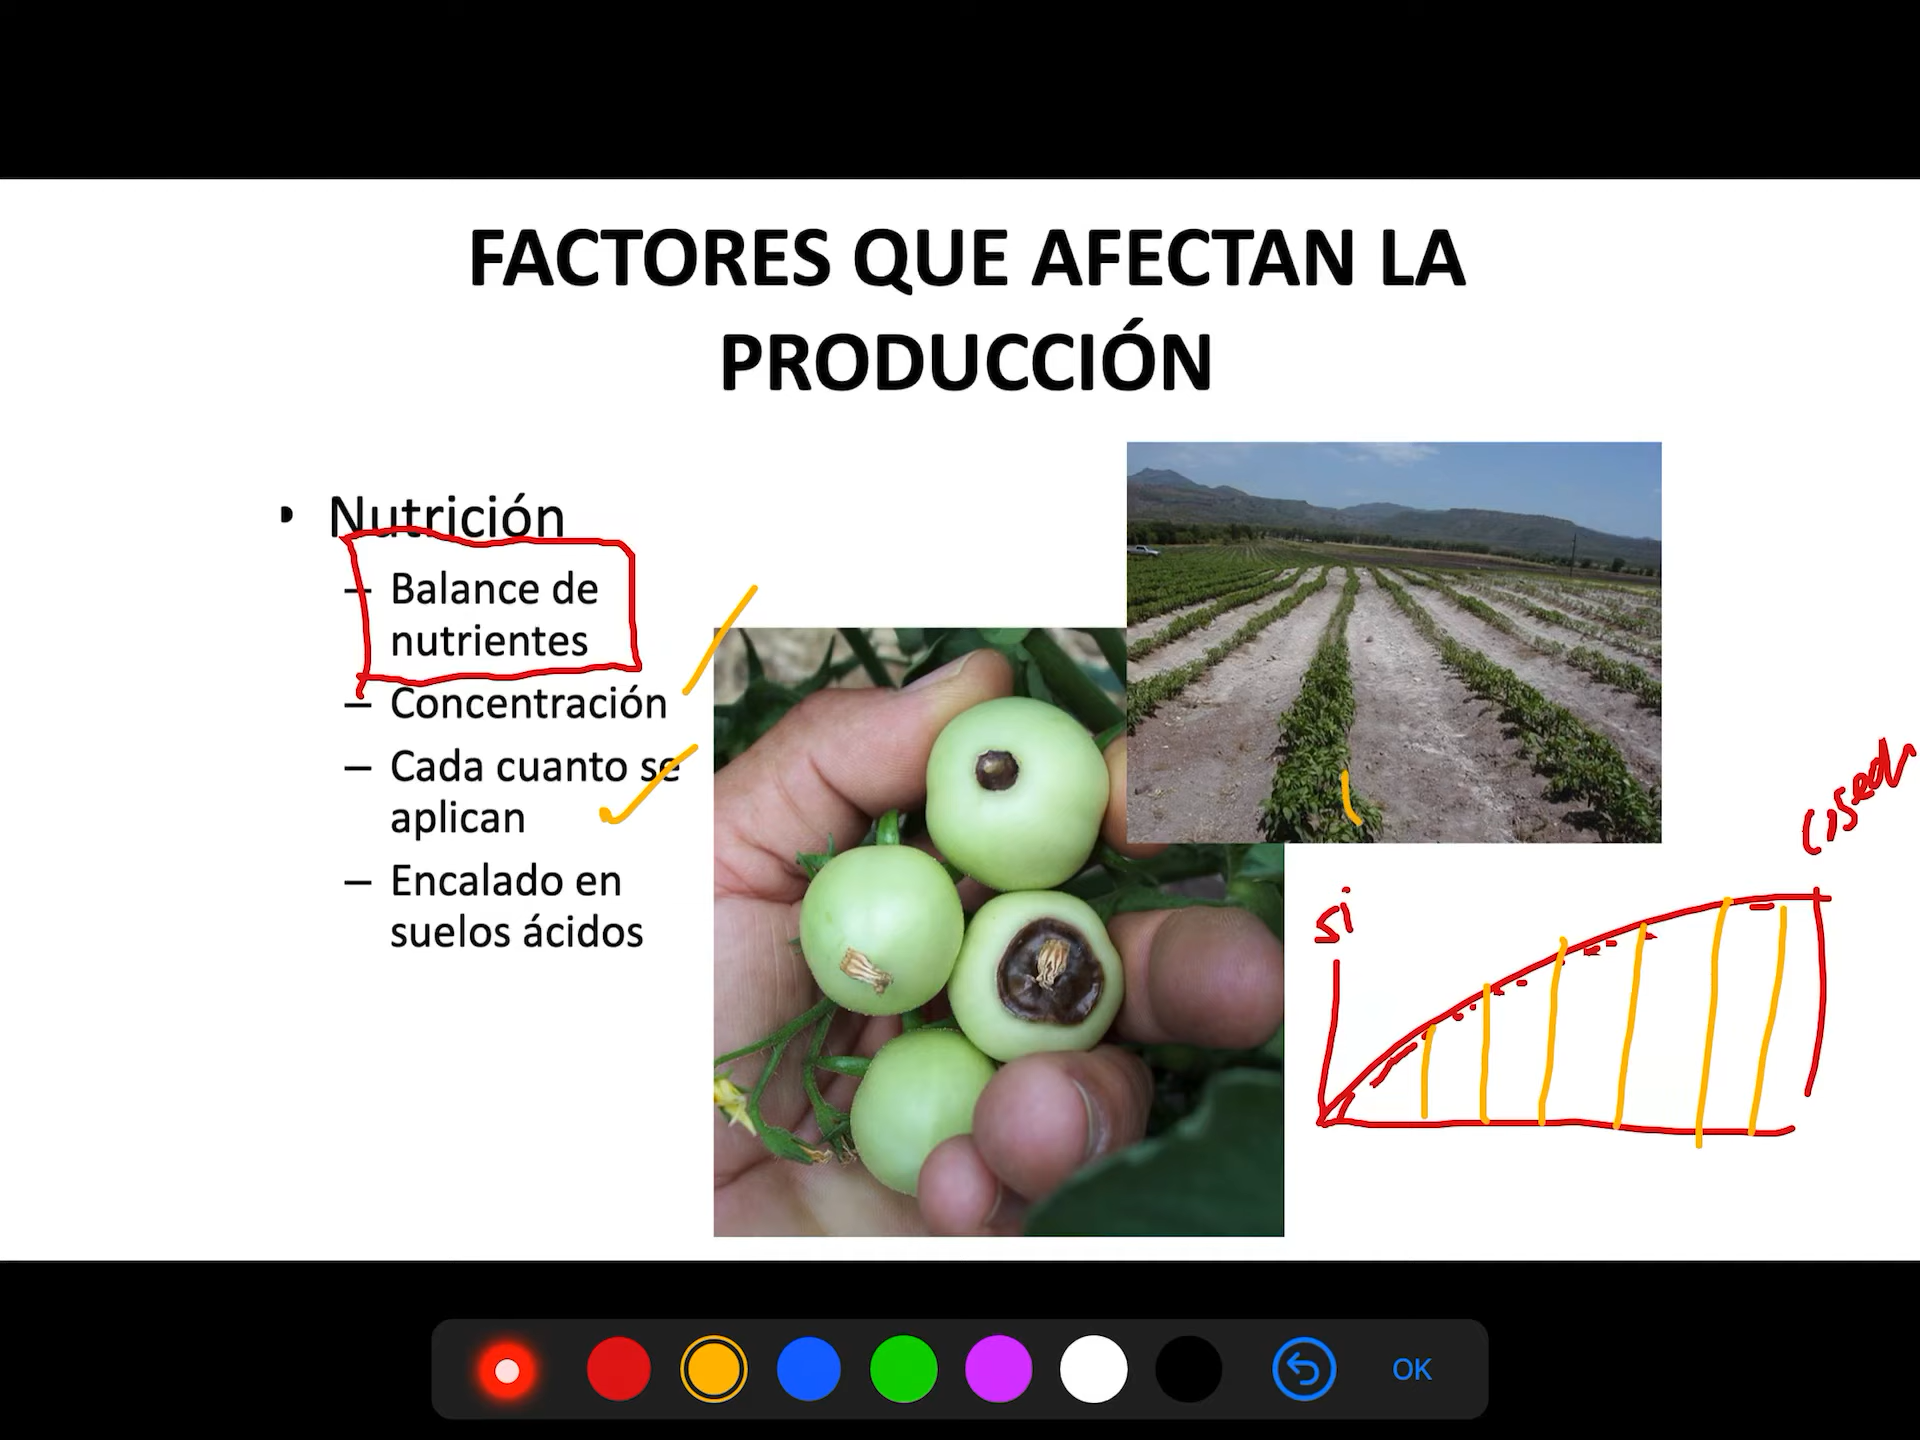 FACTORES QUE AFECTAN LA
PRODUCCIÓN
• Nutrición
– Balance de
nutrientes
– Concentración
– Cada cuanto se
aplican
– Encalado en
suelos ácidos
si
OK